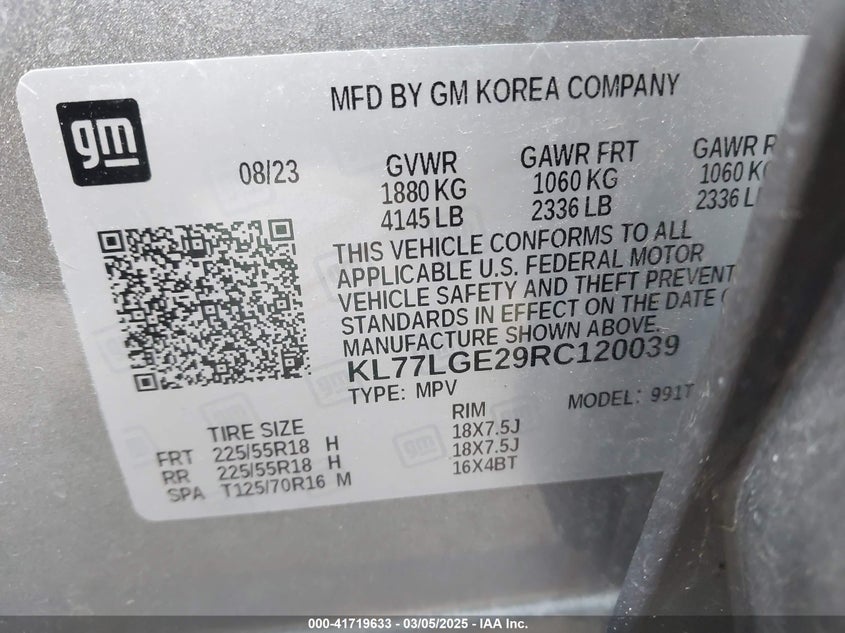 MFD BY GM KOREA COMPANY
gm
08/23
GVWR GAWR FRT GAWR
1880 KG 1060 KG 1060
4145 LB 2336 LB 2336
THIS VEHICLE CONFORMS TO ALL
APPLICABLE U.S. FEDERAL MOTOR
VEHICLE SAFETY AND THEFT PREVENT
STANDARDS IN EFFECT ON THE DATE
MANUFACTURE SHOWN ABOVE.
KL77LGE29RC120039
TYPE: MPV MODEL: 991T
TIRE SIZE RIM
FRT 225/55R18 H 18X7.5J
RR 225/55R18 H 18X7.5J
SPA T125/70R16 M 16X4BT
000-41719633 - 03/05/2025 - IAA Inc.